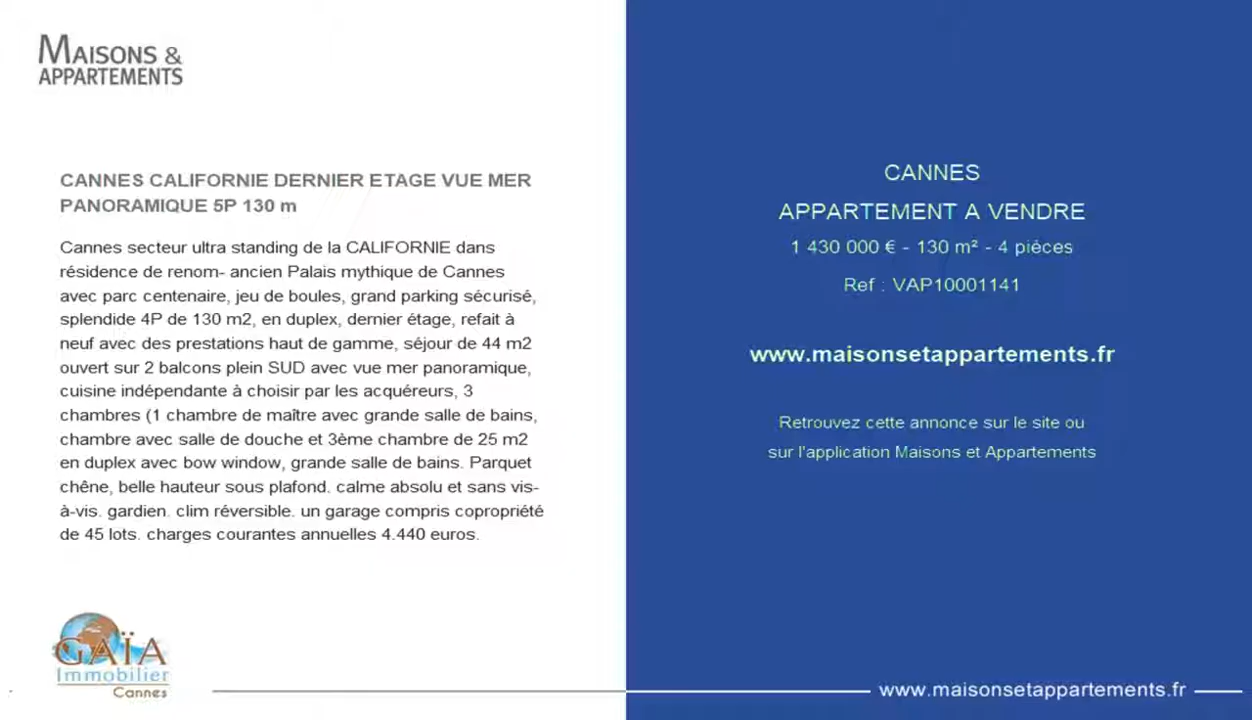 MAISONS &
APPARTEMENTS
CANNES CALIFORNIE DERNIER ETAGE VUE MER
PANORAMIQUE 5P 130 m
Cannes secteur ultra standing de la CALIFORNIE dans
résidence de renom- ancien Palais mythique de Cannes
avec parc centenaire, jeu de boules, grand parking sécurisé,
splendide 4P de 130 m2, en duplex, dernier étage, refait à
neuf avec des prestations haut de gamme, séjour de 44 m2
ouvert sur 2 balcons plein SUD avec vue mer panoramique,
cuisine indépendante à choisir par les acquéreurs, 3
chambres (1 chambre de maître avec grande salle de bains,
chambre avec salle de douche et 3ème chambre de 25 m2
en duplex avec bow window, grande salle de bains. Parquet
chêne, belle hauteur sous plafond. calme absolu et sans vis-
à-vis. gardien. clim réversible. un garage compris copropriété
de 45 lots. charges courantes annuelles 4.440 euros.
GAÏA
Immobilier
Cannes
CANNES
APPARTEMENT A VENDRE
1 430 000 € - 130 m² - 4 pièces
Ref : VAP10001141
www.maisonsetappartements.fr
Retrouvez cette annonce sur le site ou
sur l'application Maisons et Appartements
www.maisonsetappartements.fr